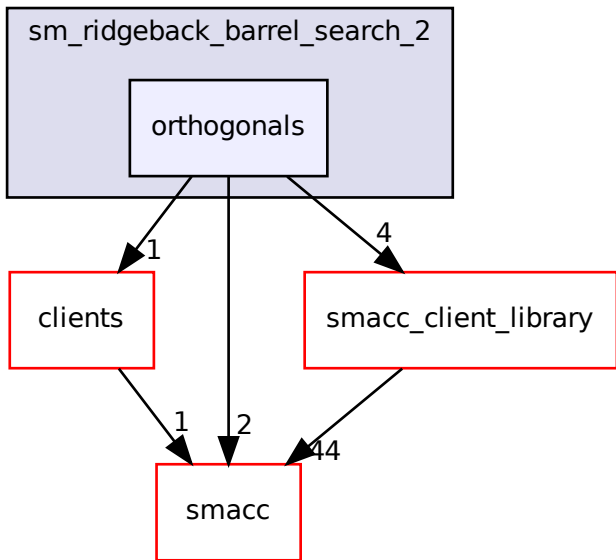 sm_ridgeback_barrel_search_2
orthogonals
1
4
clients
smacc_client_library
1
2
44
smacc